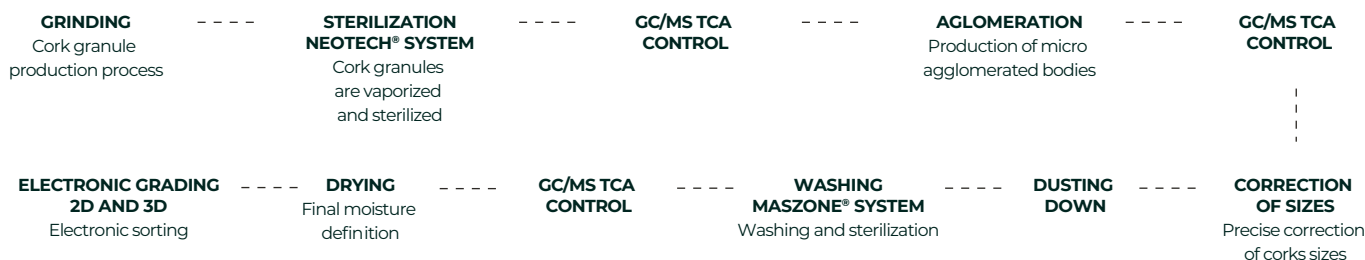 GRINDING
Cork granule
production process
STERILIZATION
NEOTECH® SYSTEM
Cork granules
are vaporized
and sterilized
GC/MS TCA
CONTROL
AGLOMERATION
Production of micro
agglomerated bodies
GC/MS TCA
CONTROL
CORRECTION
OF SIZES
Precise correction
of corks sizes
DUSTING
DOWN
WASHING
MASZONE® SYSTEM
Washing and sterilization
GC/MS TCA
CONTROL
DRYING
Final moisture
definition
ELECTRONIC GRADING
2D AND 3D
Electronic sorting